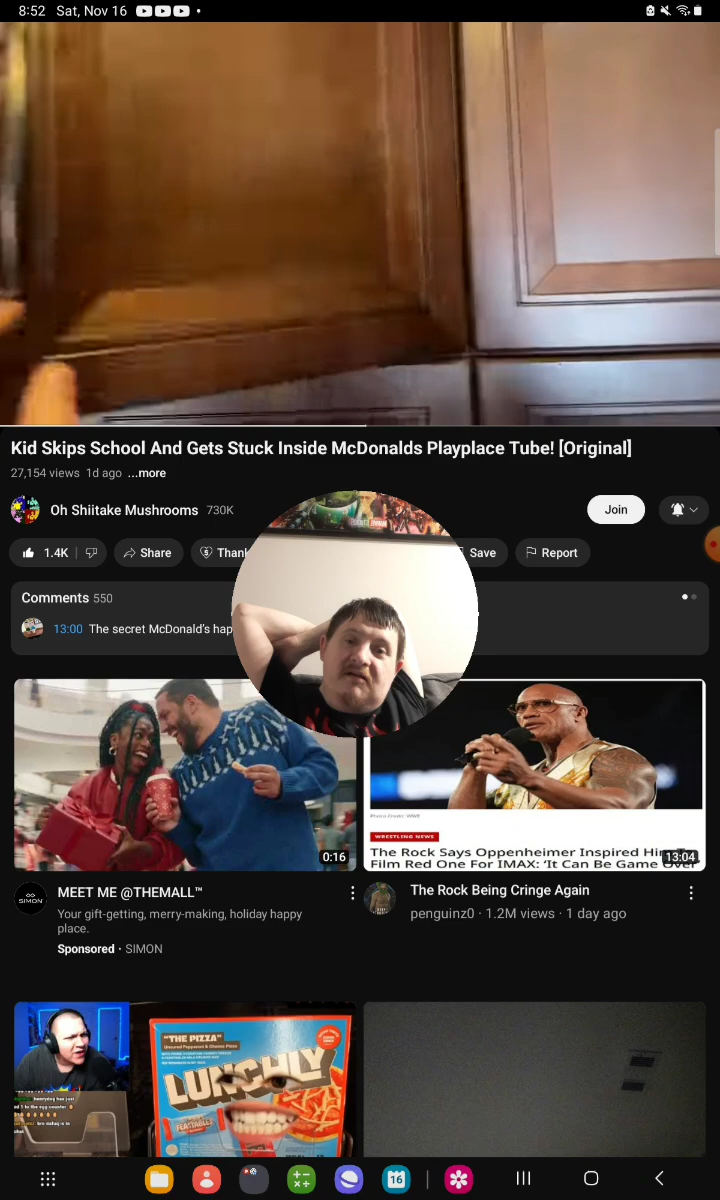 8:52 Sat, Nov 16
Kid Skips School And Gets Stuck Inside McDonalds Playplace Tube! [Original]
27,154 views 1d ago ...more
Oh Shiitake Mushrooms 730K
Join
1.4K
Share
Thanl
Save
Report
Comments 550
13:00 The secret McDonald's hap
0:16
WRESTLING NEWS
The Rock Says Oppenheimer Inspired
Film Red One For IMAX: 'It Can Be Game Over'
13:04
SIMON
MEET ME @THEMALL™
Your gift-getting, merry-making, holiday happy
place.
Sponsored · SIMON
The Rock Being Cringe Again
penguinz0 · 1.2M views · 1 day ago
"THE PIZZA"
LUNCHLY
FEASTABLES
16